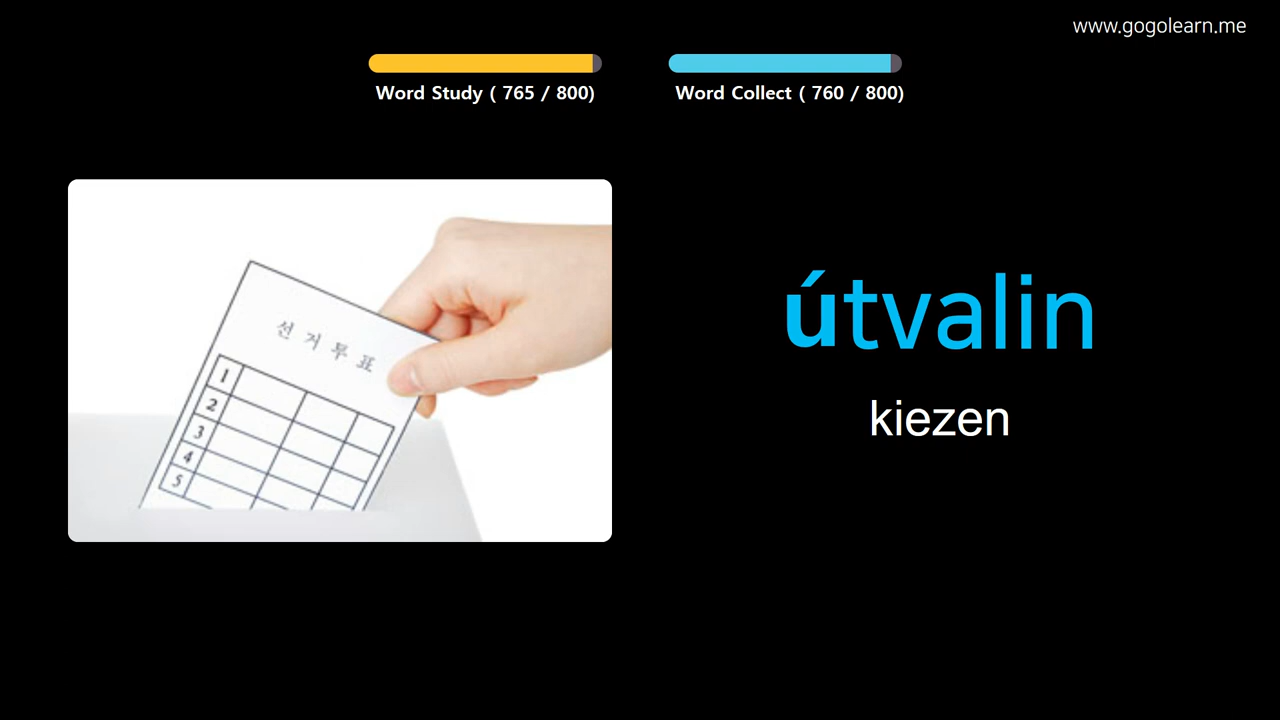 www.gogolearn.me
Word Study ( 765 / 800)
Word Collect ( 760 / 800)
선거투표
1
2
3
4
5
útvalin
kiezen